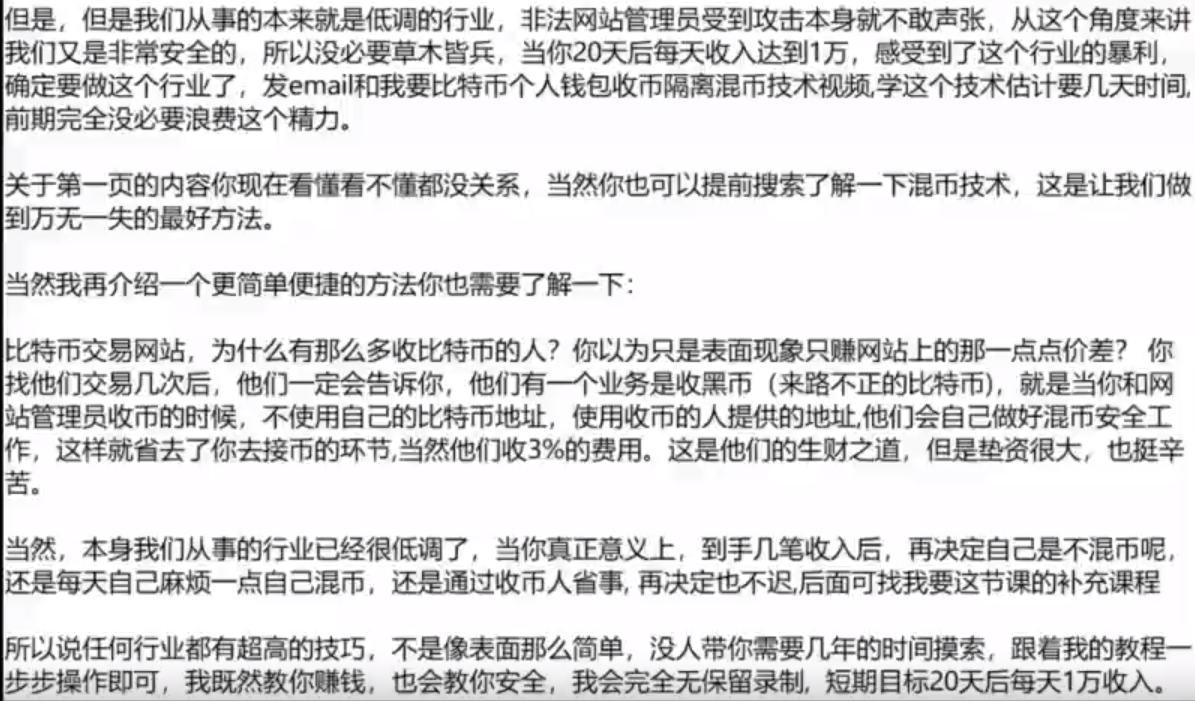 但是，但是我们从事的本来就是低调的行业，非法网站管理员受到攻击本身就不敢声张，从这个角度来讲
我们又是非常安全的，所以没必要草木皆兵，当你20天后每天收入达到1万，感受到了这个行业的暴利，
确定要做这个行业了，发email和我要比特币个人钱包收币隔离混币技术视频,学这个技术估计要几天时间,
前期完全没必要浪费这个精力。
关于第一页的内容你现在看懂看不懂都没关系，当然你也可以提前搜索了解一下混币技术，这是让我们做
到万无一失的最好方法。
当然我再介绍一个更简单便捷的方法你也需要了解一下：
比特币交易网站，为什么有那么多收比特币的人？你以为只是表面现象只赚网站上的那一点点价差？ 你
找他们交易几次后，他们一定会告诉你，他们有一个业务是收黑币（来路不正的比特币），就是当你和网
站管理员收币的时候，不使用自己的比特币地址，使用收币的人提供的地址,他们会自己做好混币安全工
作，这样就省去了你去接币的环节,当然他们收3%的费用。这是他们的生财之道，但是垫资很大，也挺辛
苦。
当然，本身我们从事的行业已经很低调了，当你真正意义上，到手几笔收入后，再决定自己是不混币呢，
还是每天自己麻烦一点自己混币，还是通过收币人省事, 再决定也不迟,后面可找我要这节课的补充课程
所以说任何行业都有超高的技巧，不是像表面那么简单，没人带你需要几年的时间摸索，跟着我的教程一
步步操作即可，我既然教你赚钱，也会教你安全，我会完全无保留录制, 短期目标20天后每天1万收入。